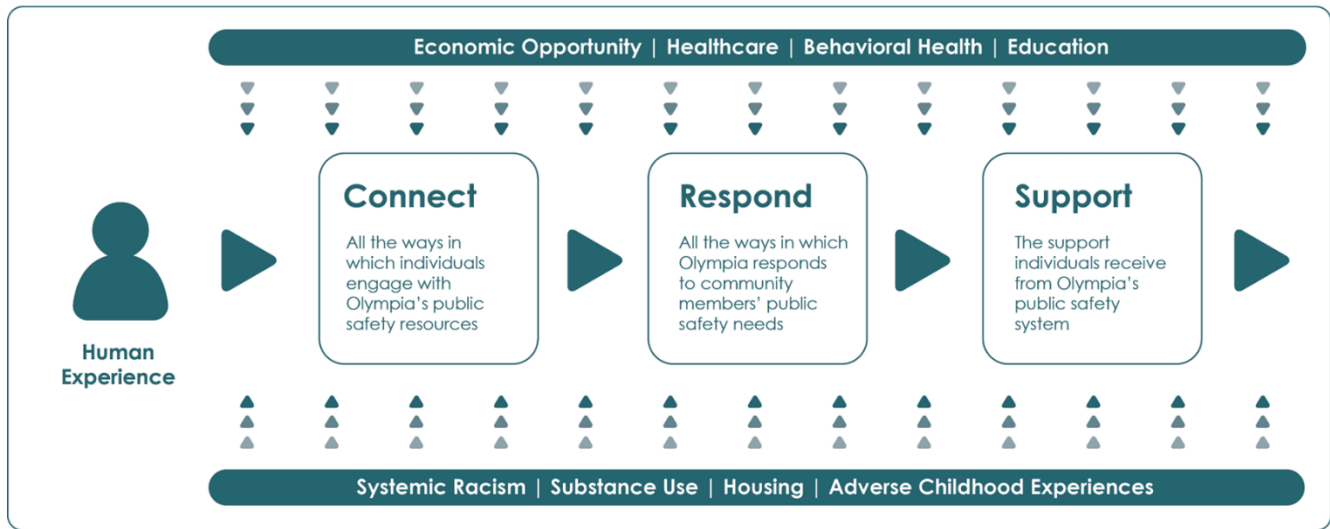 Economic Opportunity | Healthcare | Behavioral Health | Education
Human
Experience
Connect
All the ways in
which individuals
engage with
Olympia's public
safety resources
Respond
All the ways in which
Olympia responds
to community
members' public
safety needs
Support
The support
individuals receive
from Olympia's
public safety
system
Systemic Racism | Substance Use | Housing | Adverse Childhood Experiences